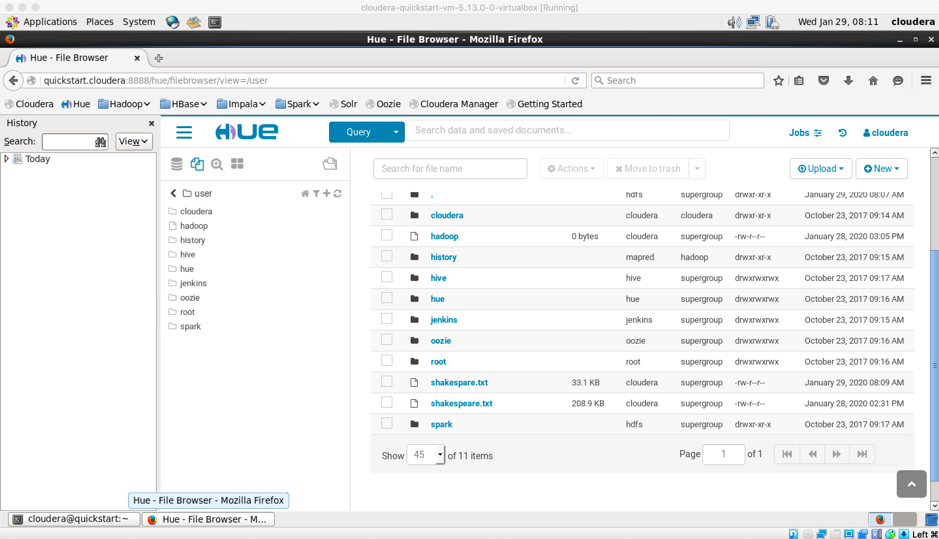 cloudera-quickstart-vm-5.13.0-0-virtualbox [Running]
Applications Places System Wed Jan 29, 08:11 cloudera
Hue - File Browser - Mozilla Firefox
Hue - File Browser
quickstart.cloudera:8888/hue/filebrowser/view=/user Search
Cloudera Hue Hadoop HBase Impala Spark Solr Oozie Cloudera Manager Getting Started
History
Search: View
Today
HUE Query Search data and saved documents... Jobs cloudera
user
cloudera
hadoop
history
hive
hue
jenkins
oozie
root
spark
Search for file name Actions Move to trash Upload New
. hdfs supergroup drwxr-xr-x January 29, 2020 08:07 AM
cloudera cloudera cloudera drwxr-xr-x October 23, 2017 09:14 AM
hadoop 0 bytes cloudera supergroup -rw-r--r-- January 28, 2020 03:05 PM
history mapred hadoop drwxr-xr-x October 23, 2017 09:15 AM
hive hive supergroup drwxrwxrwx October 23, 2017 09:17 AM
hue hue supergroup drwxrwxrwx October 23, 2017 09:16 AM
jenkins jenkins supergroup drwxrwxrwx October 23, 2017 09:15 AM
oozie oozie supergroup drwxrwxrwx October 23, 2017 09:16 AM
root root supergroup drwxrwxrwx October 23, 2017 09:16 AM
shakespare.txt 33.1 KB cloudera supergroup -rw-r--r-- January 29, 2020 08:09 AM
shakespeare.txt 208.9 KB cloudera supergroup -rw-r--r-- January 28, 2020 02:31 PM
spark hdfs supergroup drwxr-xr-x October 23, 2017 09:17 AM
Show 45 of 11 items Page 1 of 1
Hue - File Browser - Mozilla Firefox
cloudera@quickstart:~ Hue - File Browser - M...
Left ⌘